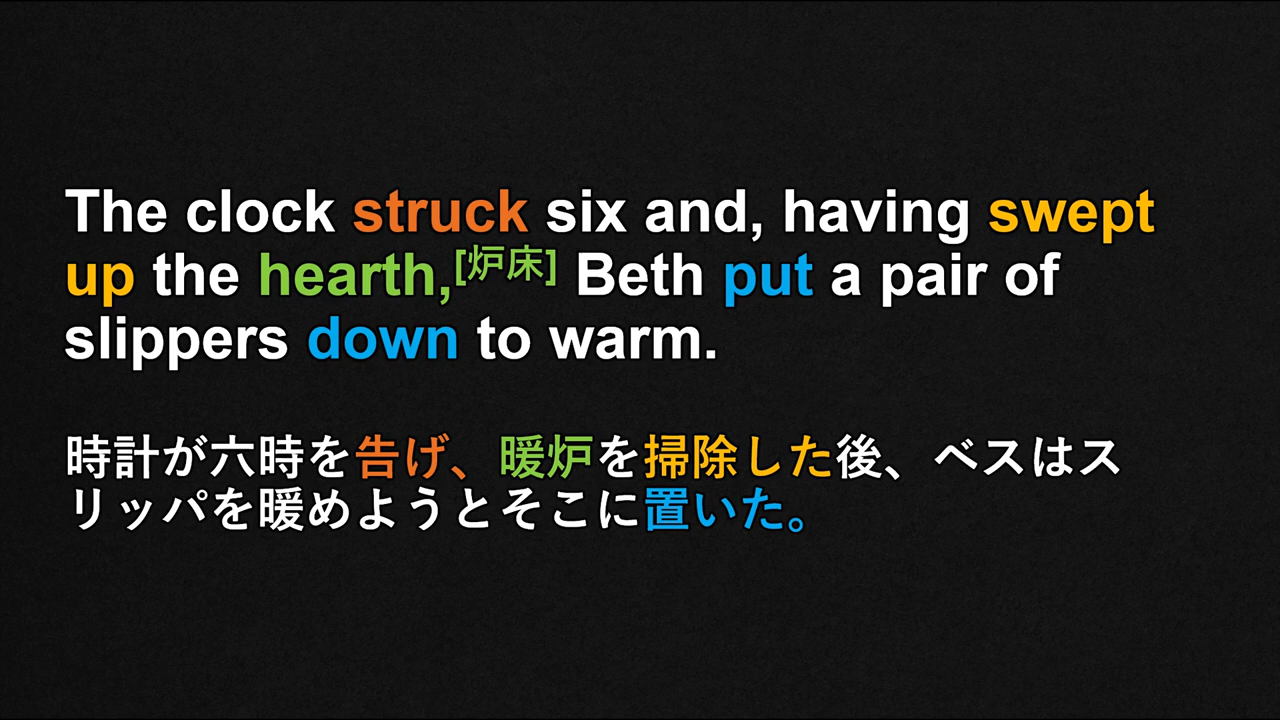 The clock struck six and, having swept
up the hearth,[炉床] Beth put a pair of
slippers down to warm.
時計が六時を告げ、暖炉を掃除した後、ベスはス
リッパを暖めようとそこに置いた。